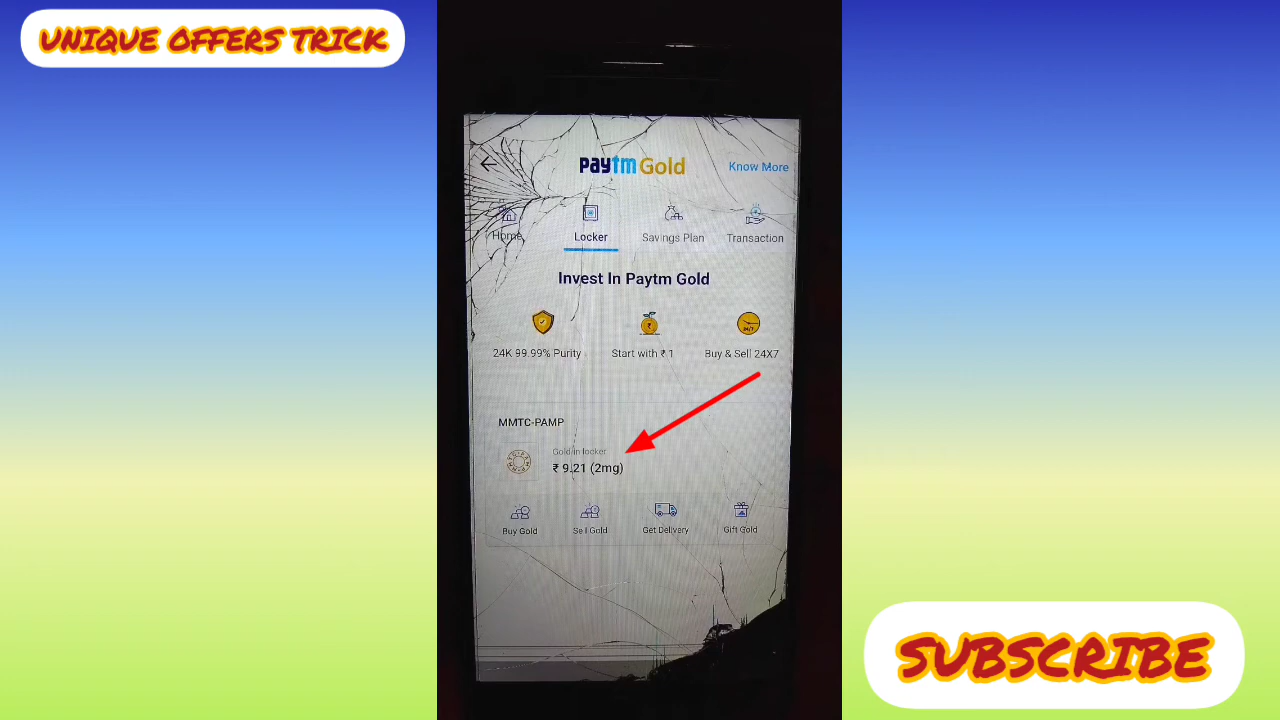 UNIQUE OFFERS TRICK
paytm Gold
Know More
Home
Locker
Savings Plan
Transaction
Invest In Paytm Gold
24K 99.99% Purity
Start with ₹ 1
24/7
Buy & Sell 24X7
MMTC-PAMP
Gold in locker
₹ 9.21 (2mg)
Buy Gold
Sell Gold
Get Delivery
Gift Gold
SUBSCRIBE